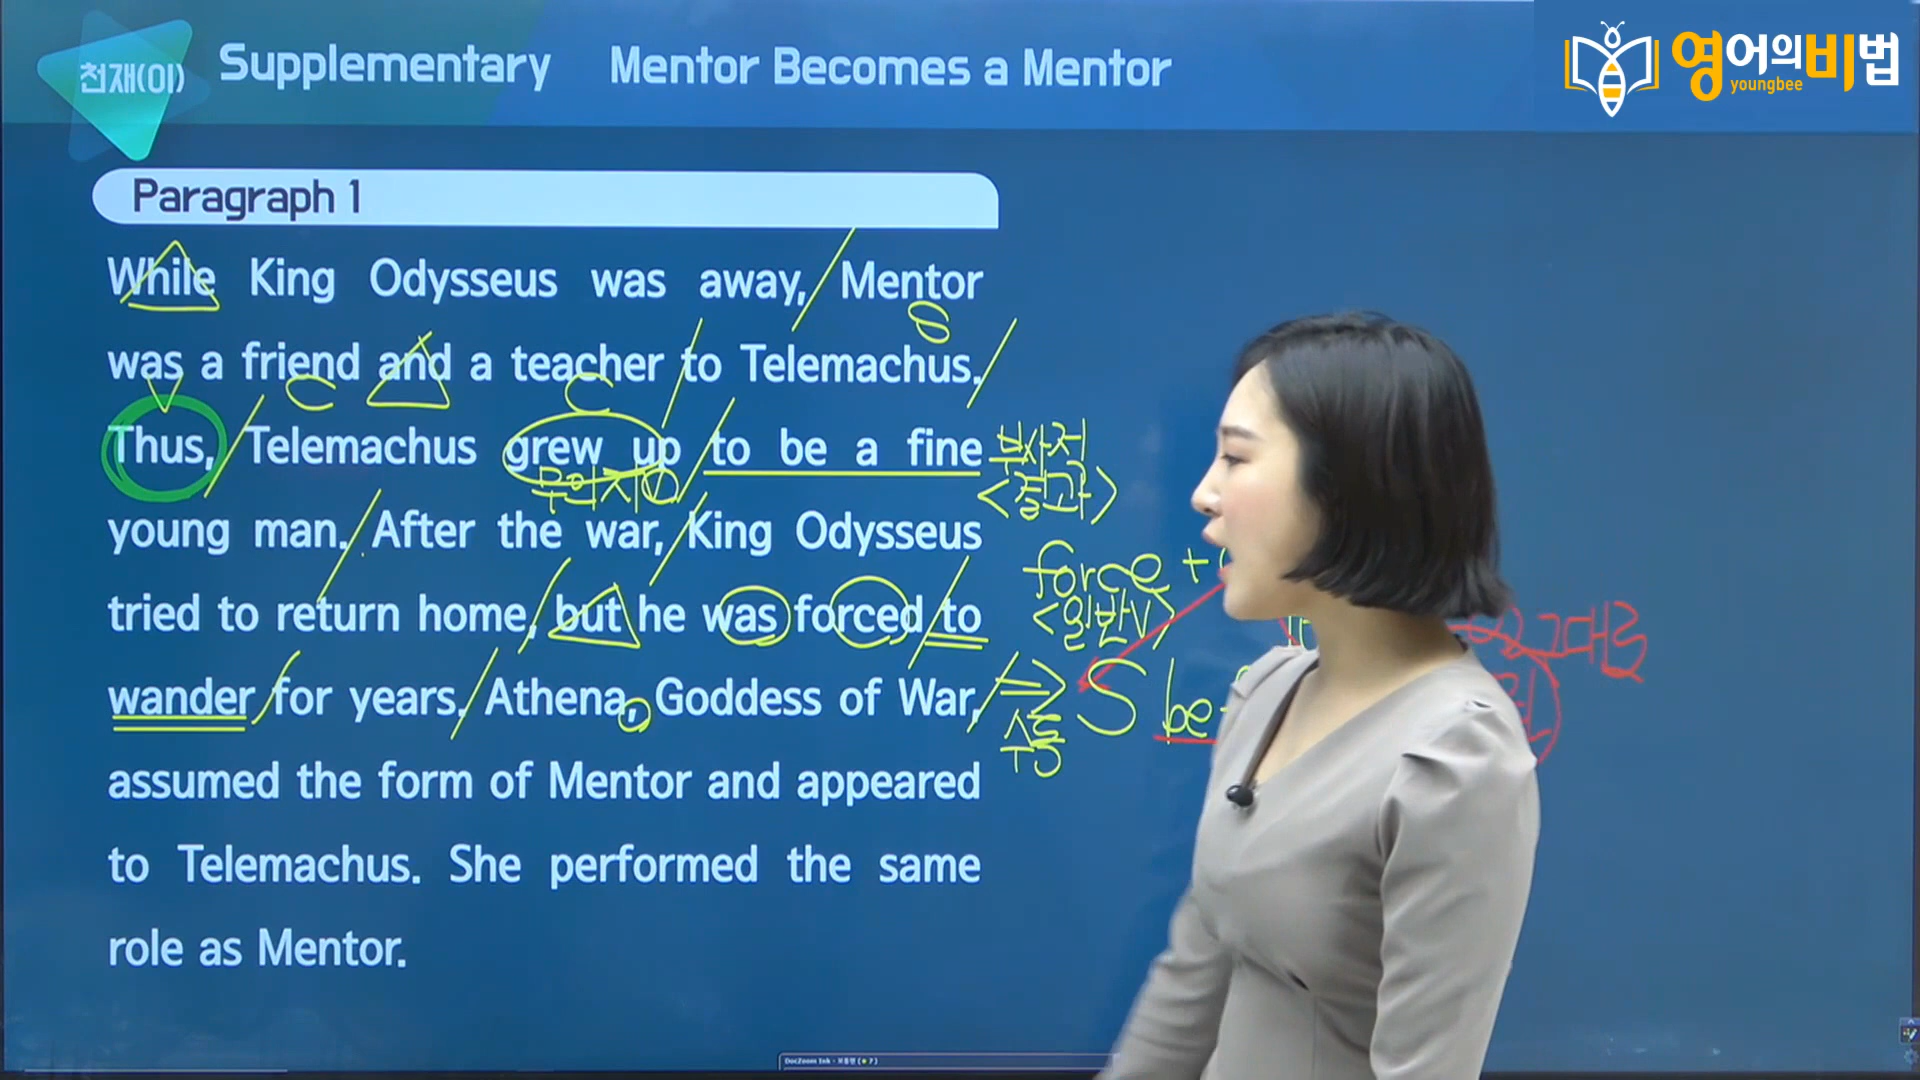 천재(이) Supplementary Mentor Becomes a Mentor
영어의비법
youngbee
Paragraph 1
While King Odysseus was away, Mentor
S
was a friend and a teacher to Telemachus.
V C C
Thus, Telemachus grew up to be a fine 부사적
무의지 <결과>
young man. After the war, King Odysseus
force +
tried to return home, but he was forced to <일반V>
wander for years. Athena, Goddess of War, => S be
수동
assumed the form of Mentor and appeared
to Telemachus. She performed the same
role as Mentor.